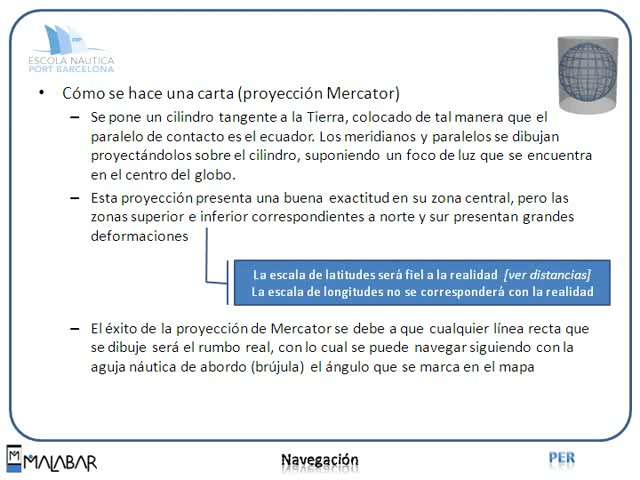 ESCOLA NÀUTICA
PORT BARCELONA
• Cómo se hace una carta (proyección Mercator)
– Se pone un cilindro tangente a la Tierra, colocado de tal manera que el
paralelo de contacto es el ecuador. Los meridianos y paralelos se dibujan
proyectándolos sobre el cilindro, suponiendo un foco de luz que se encuentra
en el centro del globo.
– Esta proyección presenta una buena exactitud en su zona central, pero las
zonas superior e inferior correspondientes a norte y sur presentan grandes
deformaciones
La escala de latitudes será fiel a la realidad [ver distancias]
La escala de longitudes no se corresponderá con la realidad
– El éxito de la proyección de Mercator se debe a que cualquier línea recta que
se dibuje será el rumbo real, con lo cual se puede navegar siguiendo con la
aguja náutica de abordo (brújula) el ángulo que se marca en el mapa
MALABAR
Navegación
PER